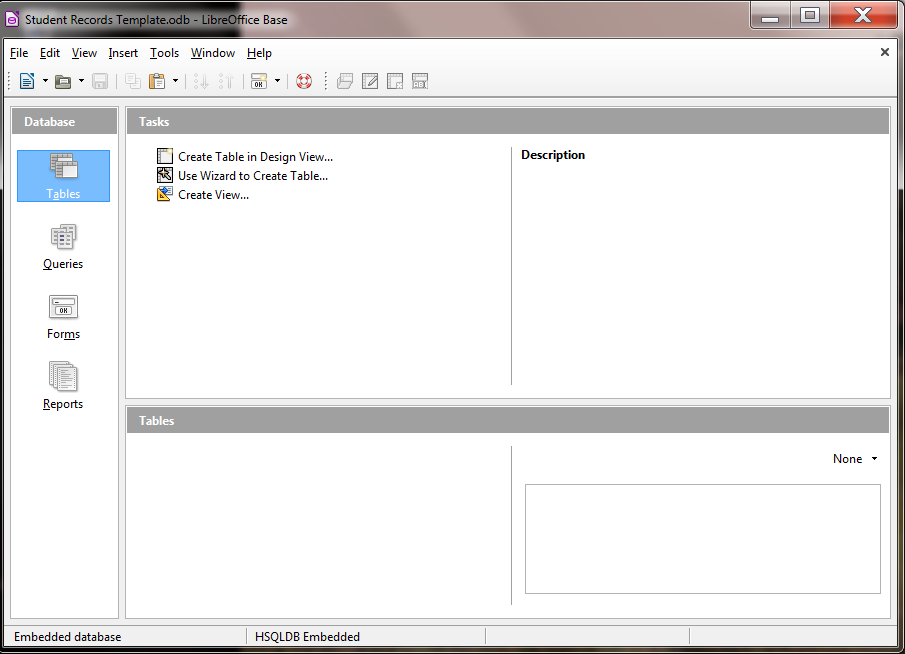 Student Records Template.odb - LibreOffice Base
File Edit View Insert Tools Window Help
OK
Database
Tasks
Tables
Queries
OK
Forms
Reports
Create Table in Design View...
Use Wizard to Create Table...
Create View...
Description
Tables
None
Embedded database
HSQLDB Embedded